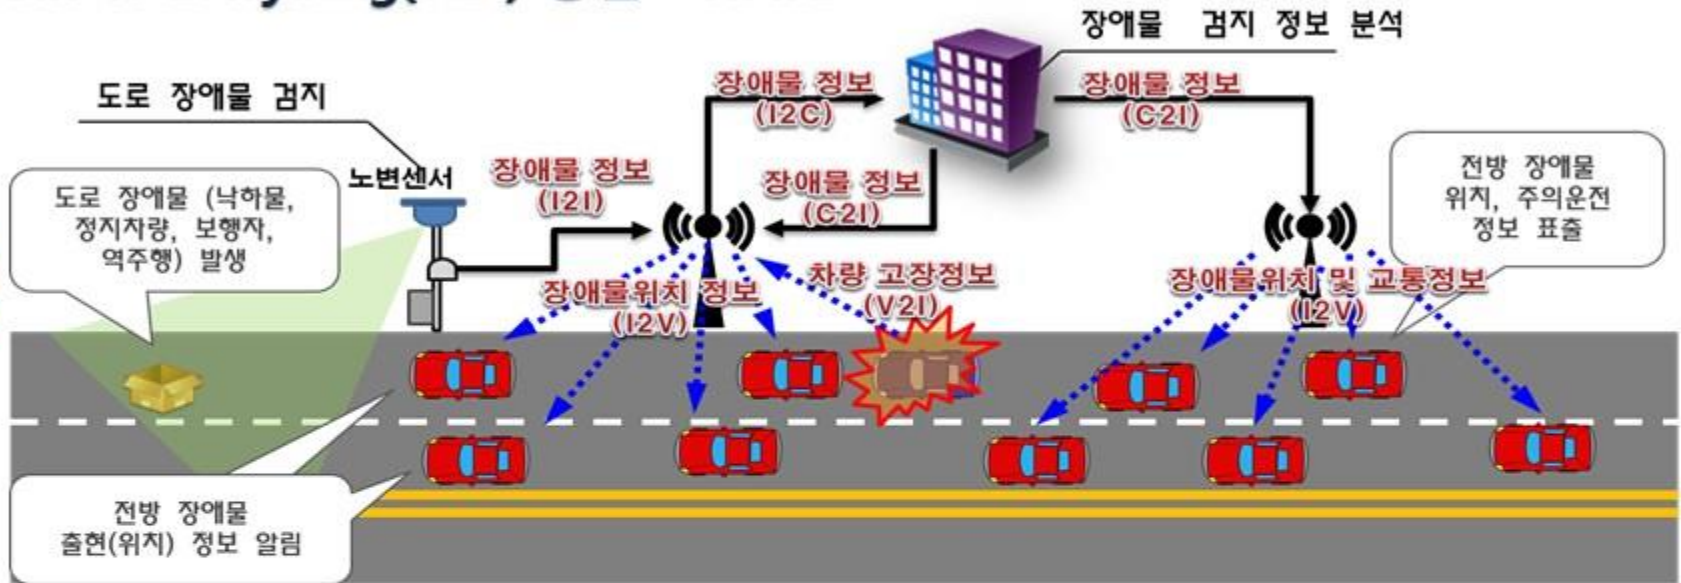 장애물 검지 정보 분석
도로 장애물 검지
장애물 정보
(I2C)
장애물 정보
(C2I)
노변센서
장애물 정보
(I2I)
장애물 정보
(C2I)
도로 장애물 (낙하물,
정지차량, 보행자,
역주행) 발생
전방 장애물
위치, 주의운전
정보 표출
장애물위치 정보
(I2V)
차량 고장정보
(V2I)
장애물위치 및 교통정보
(I2V)
전방 장애물
출현(위치) 정보 알림